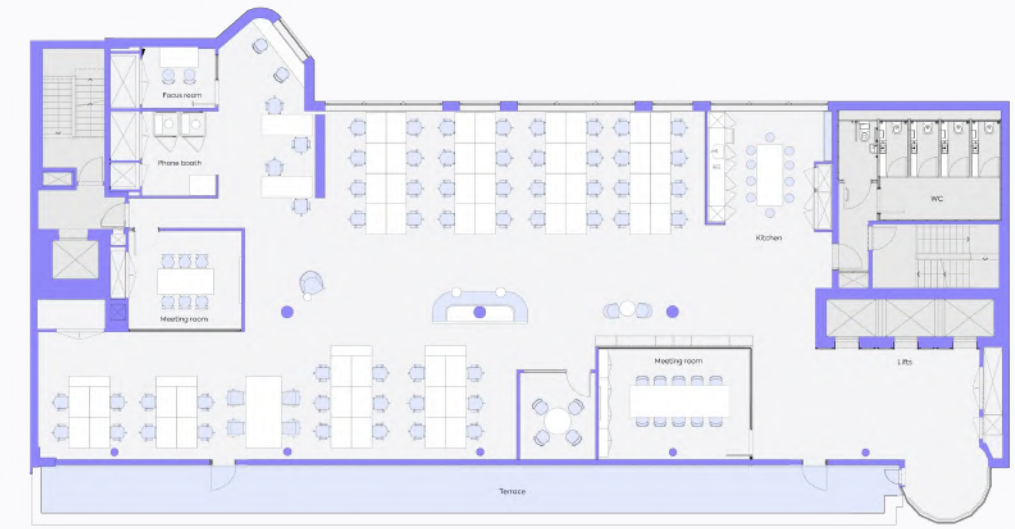 Focus room
Phone booth
WC
Kitchen
Meeting room
Meeting room
Lifts
Terrace